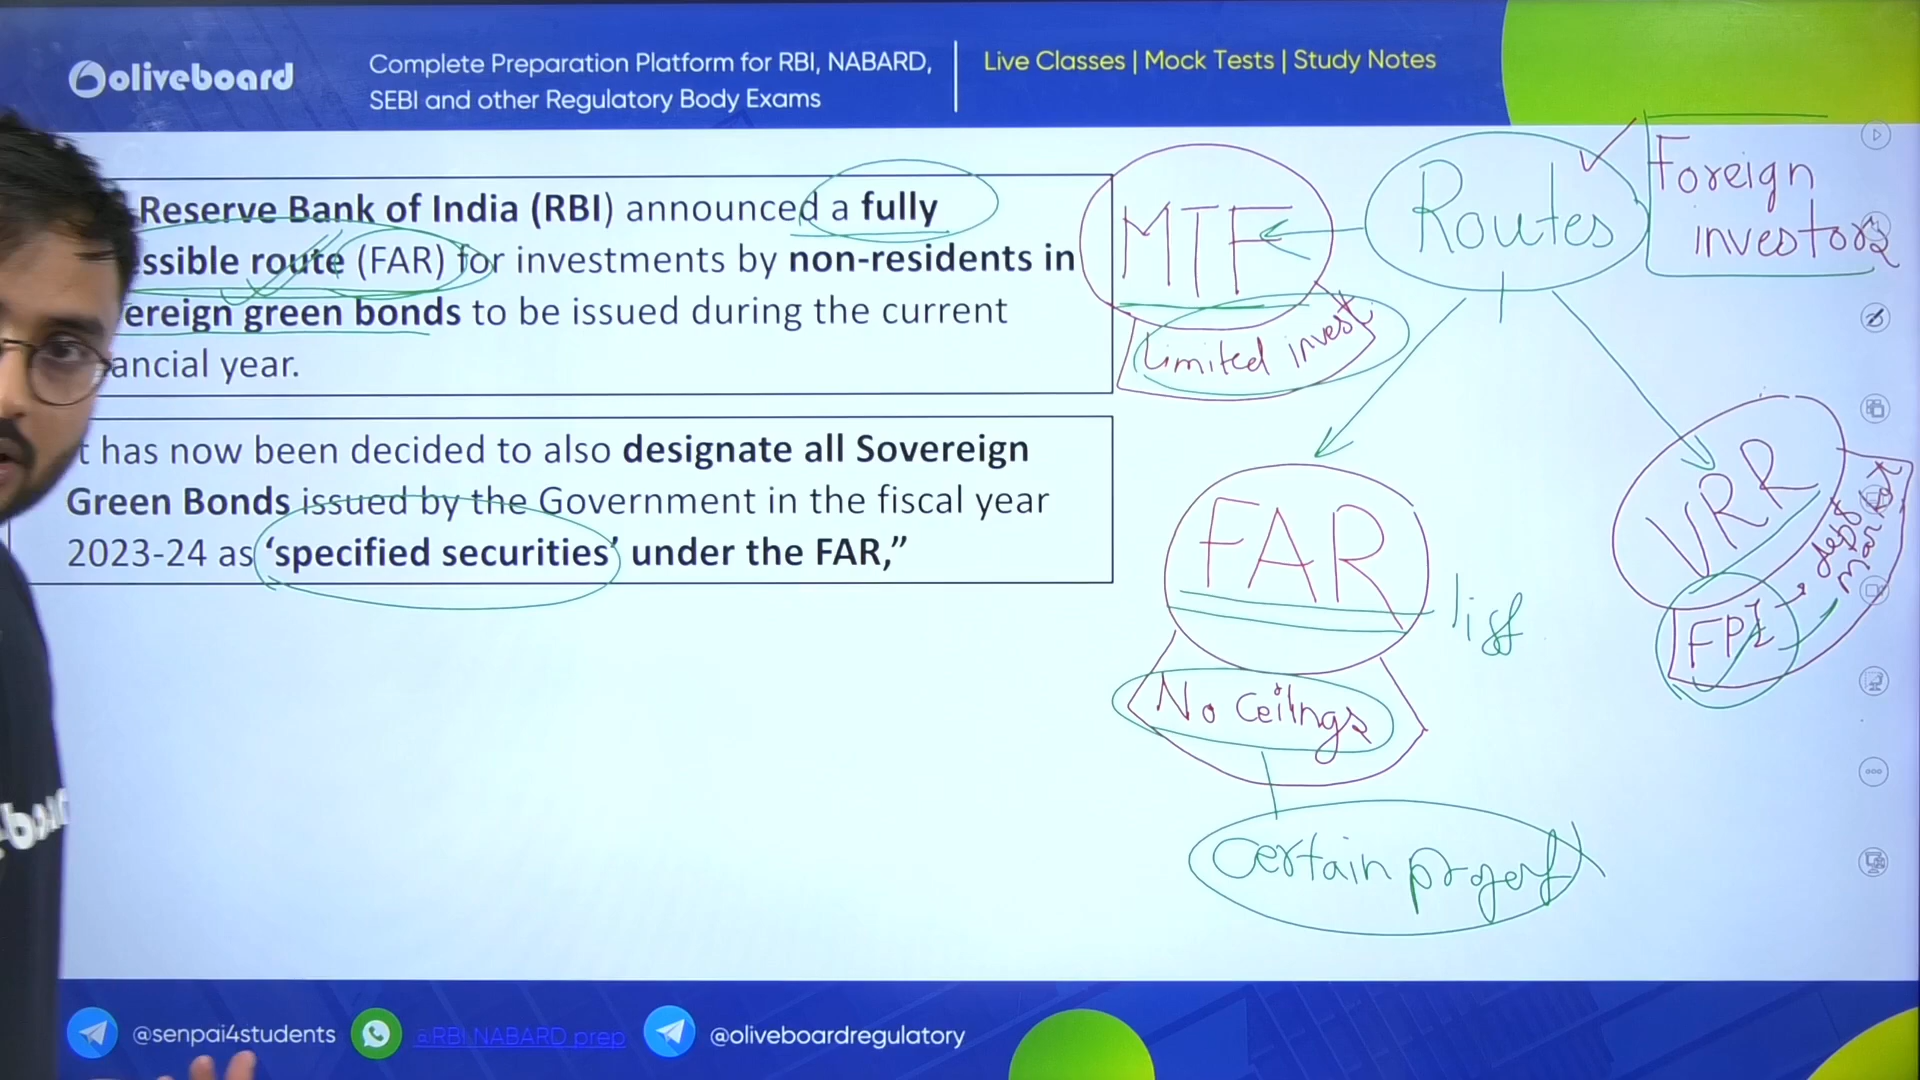 oliveboard
Complete Preparation Platform for RBI, NABARD,
SEBI and other Regulatory Body Exams
Live Classes | Mock Tests | Study Notes
Reserve Bank of India (RBI) announced a fully
ssible route (FAR) for investments by non-residents in
ereign green bonds to be issued during the current
ancial year.
t has now been decided to also designate all Sovereign
Green Bonds issued by the Government in the fiscal year
2023-24 as ‘specified securities’ under the FAR,”
Routes
Foreign
investors
MTF
Limited invest
FAR
list
No Ceilings
Certain
VRR
FPI
debt
market
@senpai4students
@RBI NABARD prep
@oliveboardregulatory